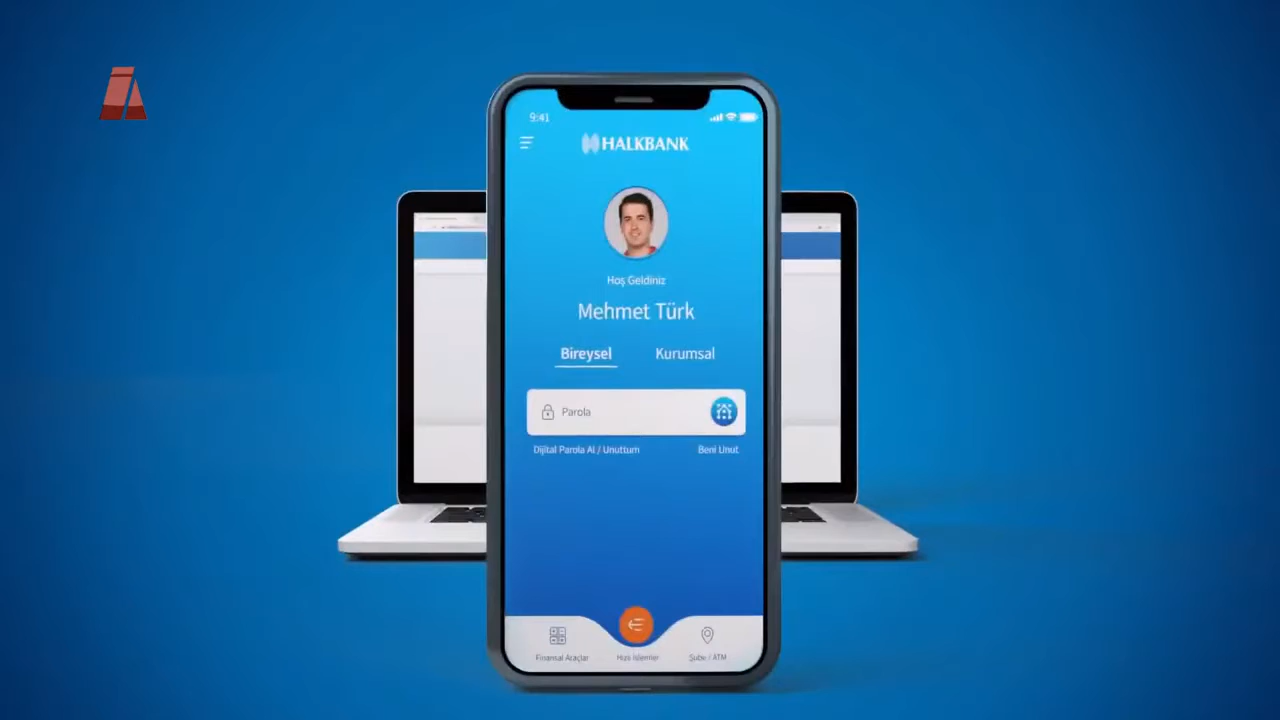 9:41
HALKBANK
Hoş Geldiniz
Mehmet Türk
Bireysel Kurumsal
Parola
Dijital Parola Al / Unuttum Beni Unut
Finansal Araçlar Hızlı İşlemler Şube / ATM